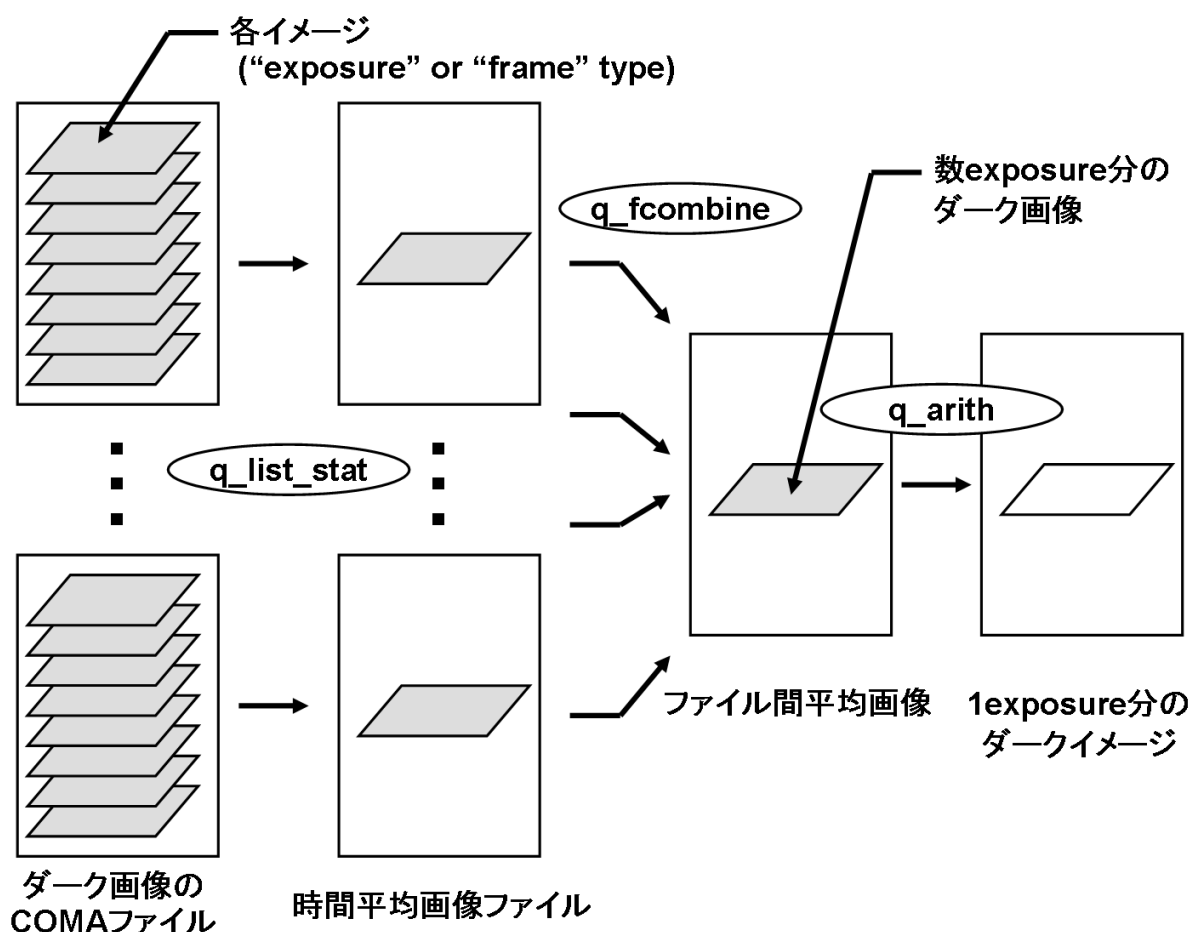 各イメージ
(“exposure” or “frame” type)
q_fcombine
数exposure分の
ダーク画像
q_arith
q_list_stat
ファイル間平均画像
1exposure分の
ダークイメージ
ダーク画像の
COMAファイル
時間平均画像ファイル